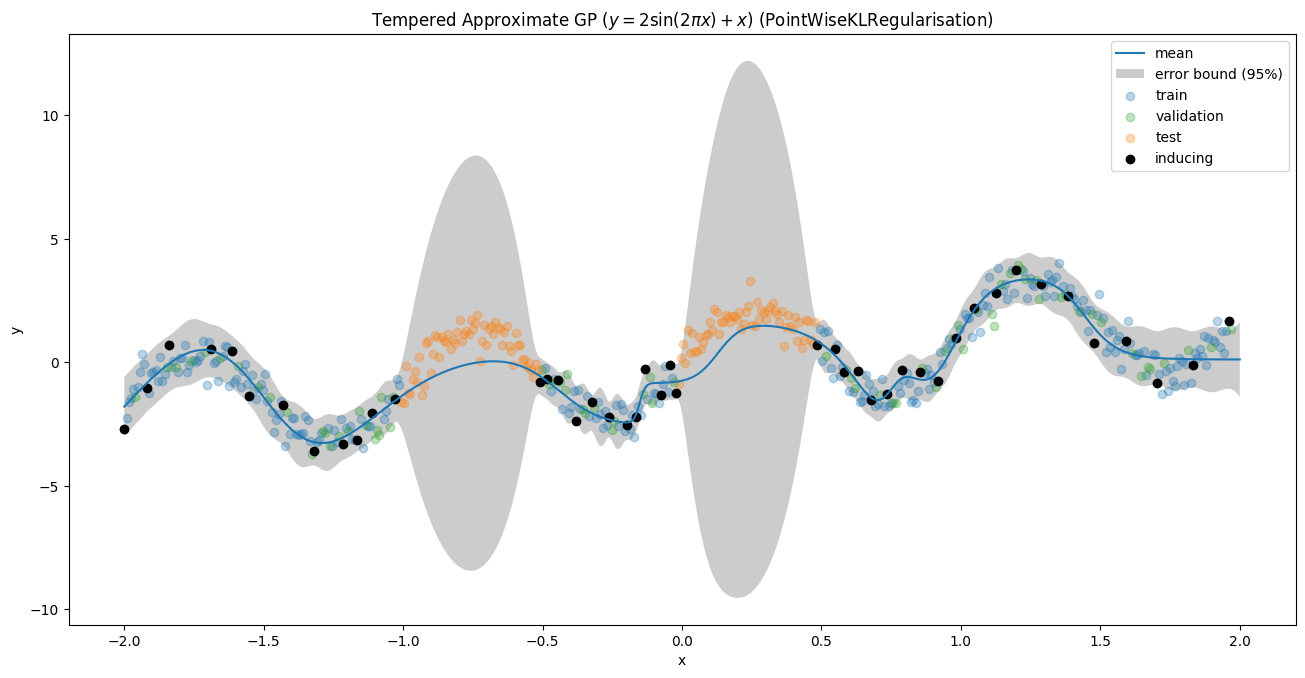 Tempered Approximate GP (y = 2sin(2πx) + x) (PointWiseKLRegularisation)
mean
error bound (95%)
train
validation
test
inducing
10
5
0
−5
−10
y
−2.0 −1.5 −1.0 −0.5 0.0 0.5 1.0 1.5 2.0
x